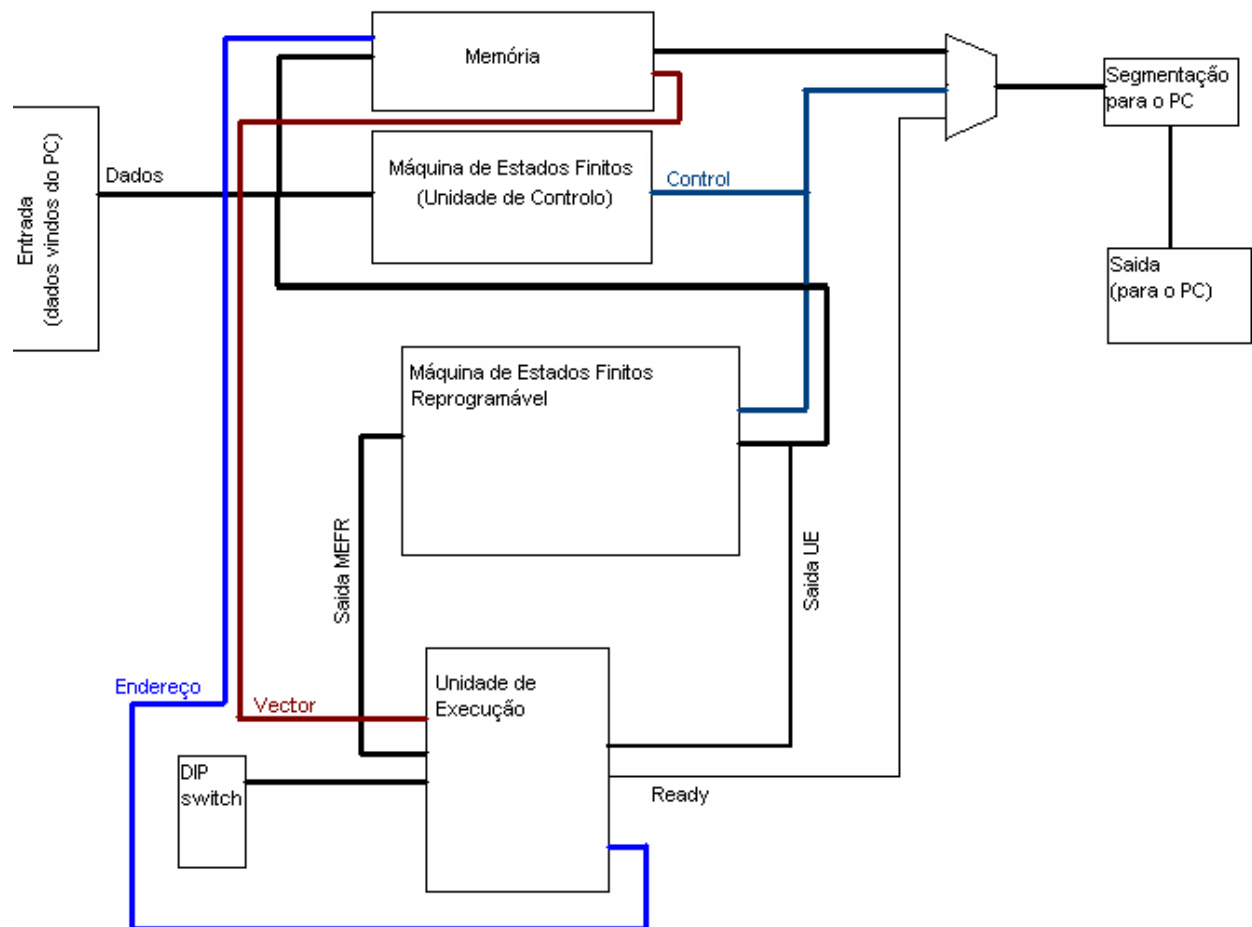 Memória
Segmentação
para o PC
Entrada
(dados vindos do PC)
Dados
Máquina de Estados Finitos
(Unidade de Controlo)
Control
Saida
(para o PC)
Máquina de Estados Finitos
Reprogramável
Saida MEFR
Saida UE
Endereço
Vector
Unidade de
Execução
DIP
switch
Ready